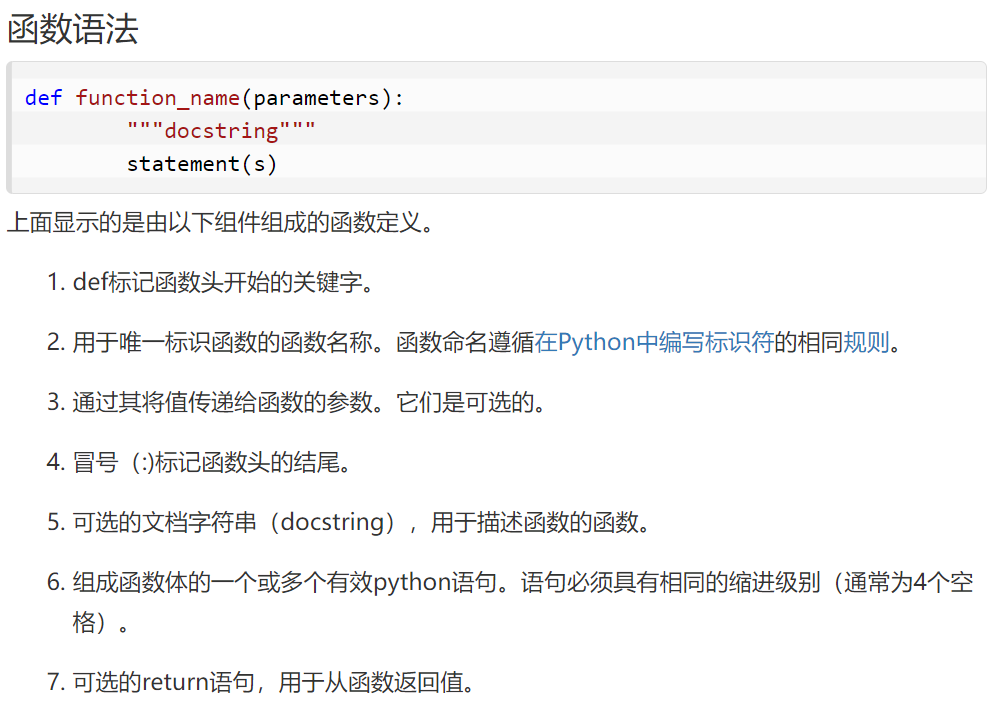 函数语法
def function_name(parameters):
"""docstring"""
statement(s)
上面显示的是由以下组件组成的函数定义。
1. def标记函数头开始的关键字。
2. 用于唯一标识函数的函数名称。函数命名遵循在Python中编写标识符的相同规则。
3. 通过其将值传递给函数的参数。它们是可选的。
4. 冒号（:)标记函数头的结尾。
5. 可选的文档字符串（docstring），用于描述函数的函数。
6. 组成函数体的一个或多个有效python语句。语句必须具有相同的缩进级别（通常为4个空
格）。
7. 可选的return语句，用于从函数返回值。